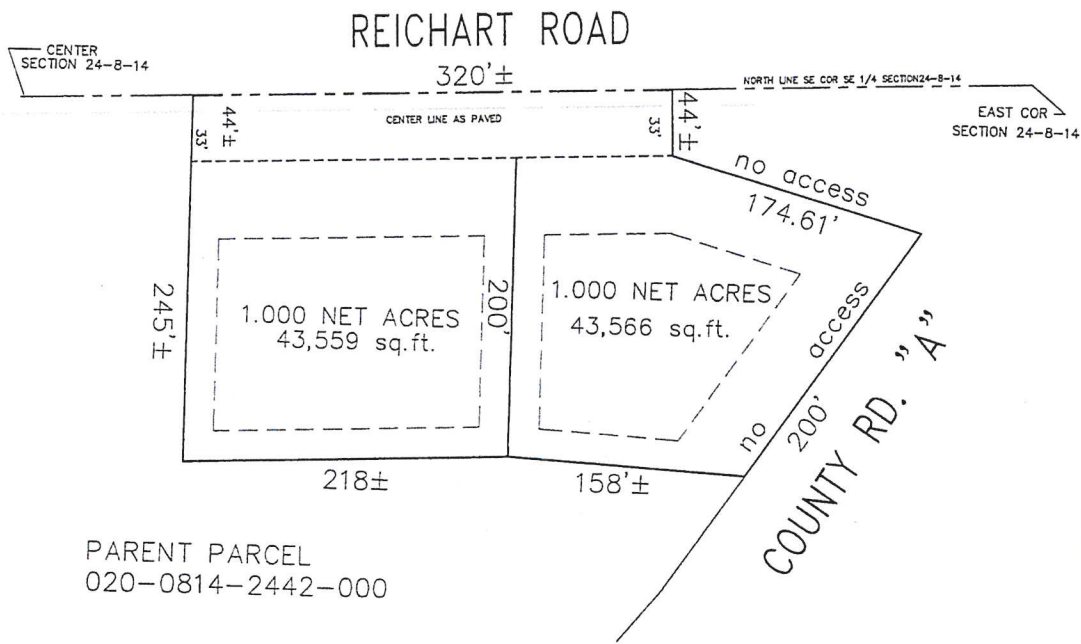 REICHART ROAD
CENTER
SECTION 24-8-14
320'±
NORTH LINE SE COR SE 1/4 SECTION24-8-14
EAST COR
SECTION 24-8-14
44'±
33'
CENTER LINE AS PAVED
33'
44'±
no access
174.61'
245'±
1.000 NET ACRES
43,559 sq.ft.
200'
1.000 NET ACRES
43,566 sq.ft.
no access
200'
COUNTY RD. "A"
218±
158'±
PARENT PARCEL
020-0814-2442-000